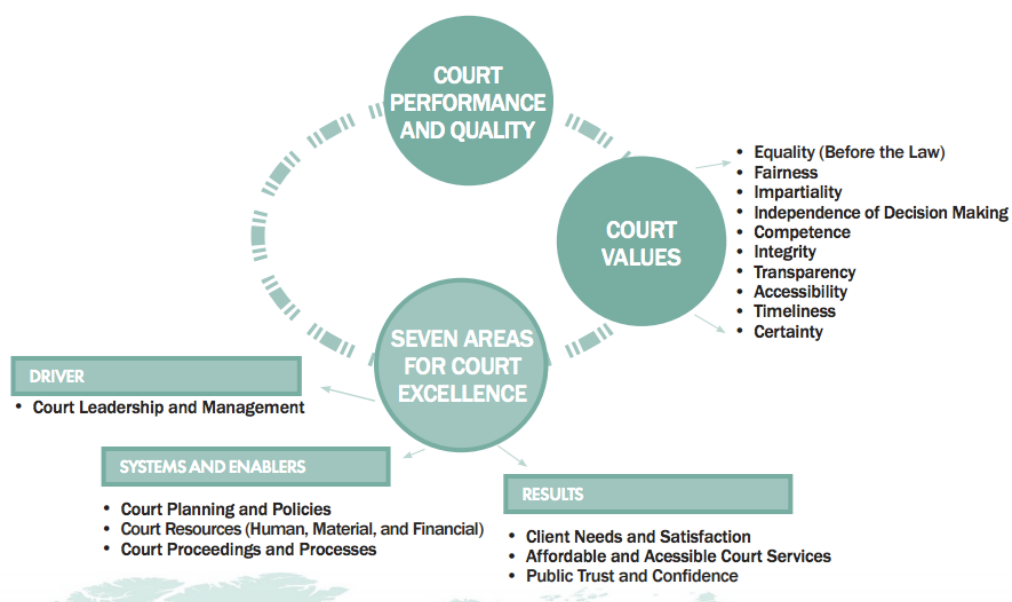 COURT
PERFORMANCE
AND QUALITY
COURT
VALUES
• Equality (Before the Law)
• Fairness
• Impartiality
• Independence of Decision Making
• Competence
• Integrity
• Transparency
• Accessibility
• Timeliness
• Certainty
SEVEN AREAS
FOR COURT
EXCELLENCE
DRIVER
• Court Leadership and Management
SYSTEMS AND ENABLERS
• Court Planning and Policies
• Court Resources (Human, Material, and Financial)
• Court Proceedings and Processes
RESULTS
• Client Needs and Satisfaction
• Affordable and Acessible Court Services
• Public Trust and Confidence